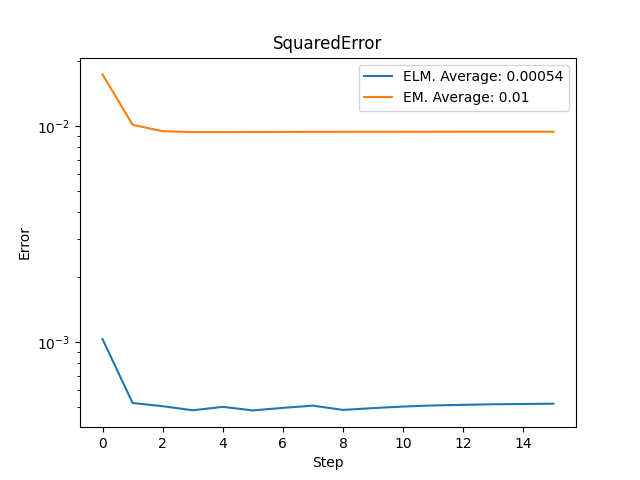 SquaredError
ELM. Average: 0.00054
EM. Average: 0.01
10⁻²
10⁻³
Error
0 2 4 6 8 10 12 14
Step